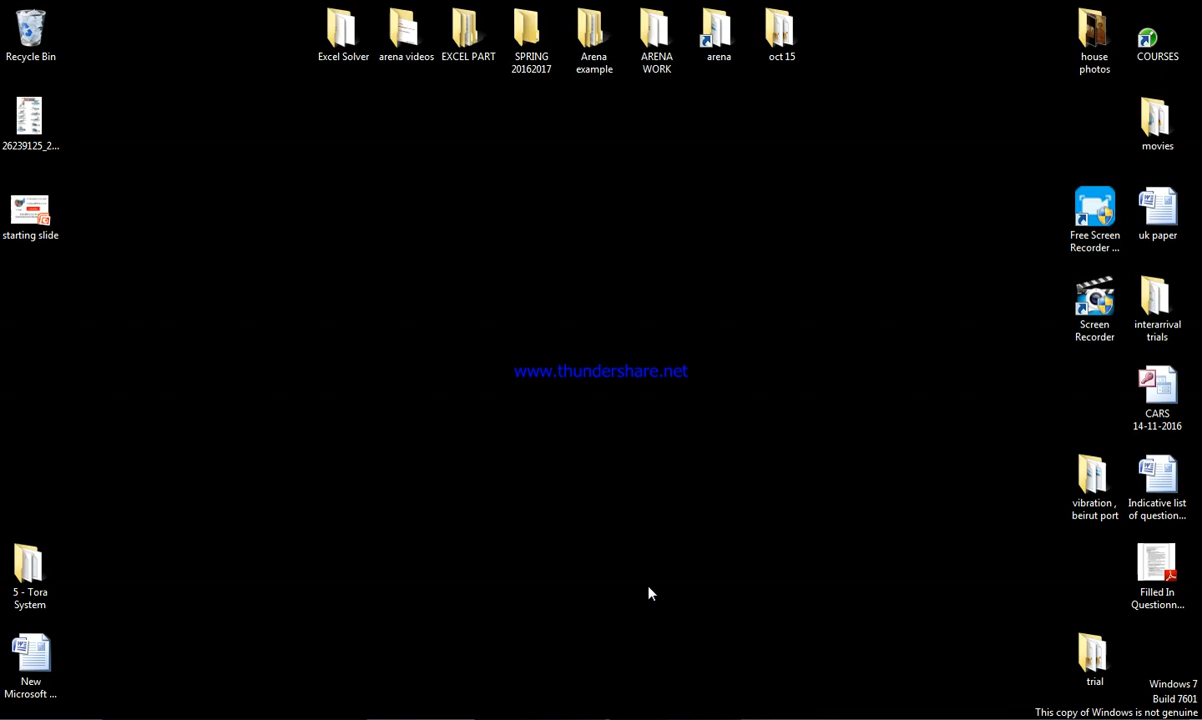 Recycle Bin
26239125_2...
starting slide
5 - Tora
System
New
Microsoft ...
Excel Solver
arena videos
EXCEL PART
SPRING
20162017
Arena
example
ARENA
WORK
arena
oct 15
www.thundershare.net
house
photos
COURSES
movies
Free Screen
Recorder ...
uk paper
Screen
Recorder
interarrival
trials
CARS
14-11-2016
vibration ,
beirut port
Indicative list
of question...
Filled In
Questionn...
trial
Windows 7
Build 7601
This copy of Windows is not genuine